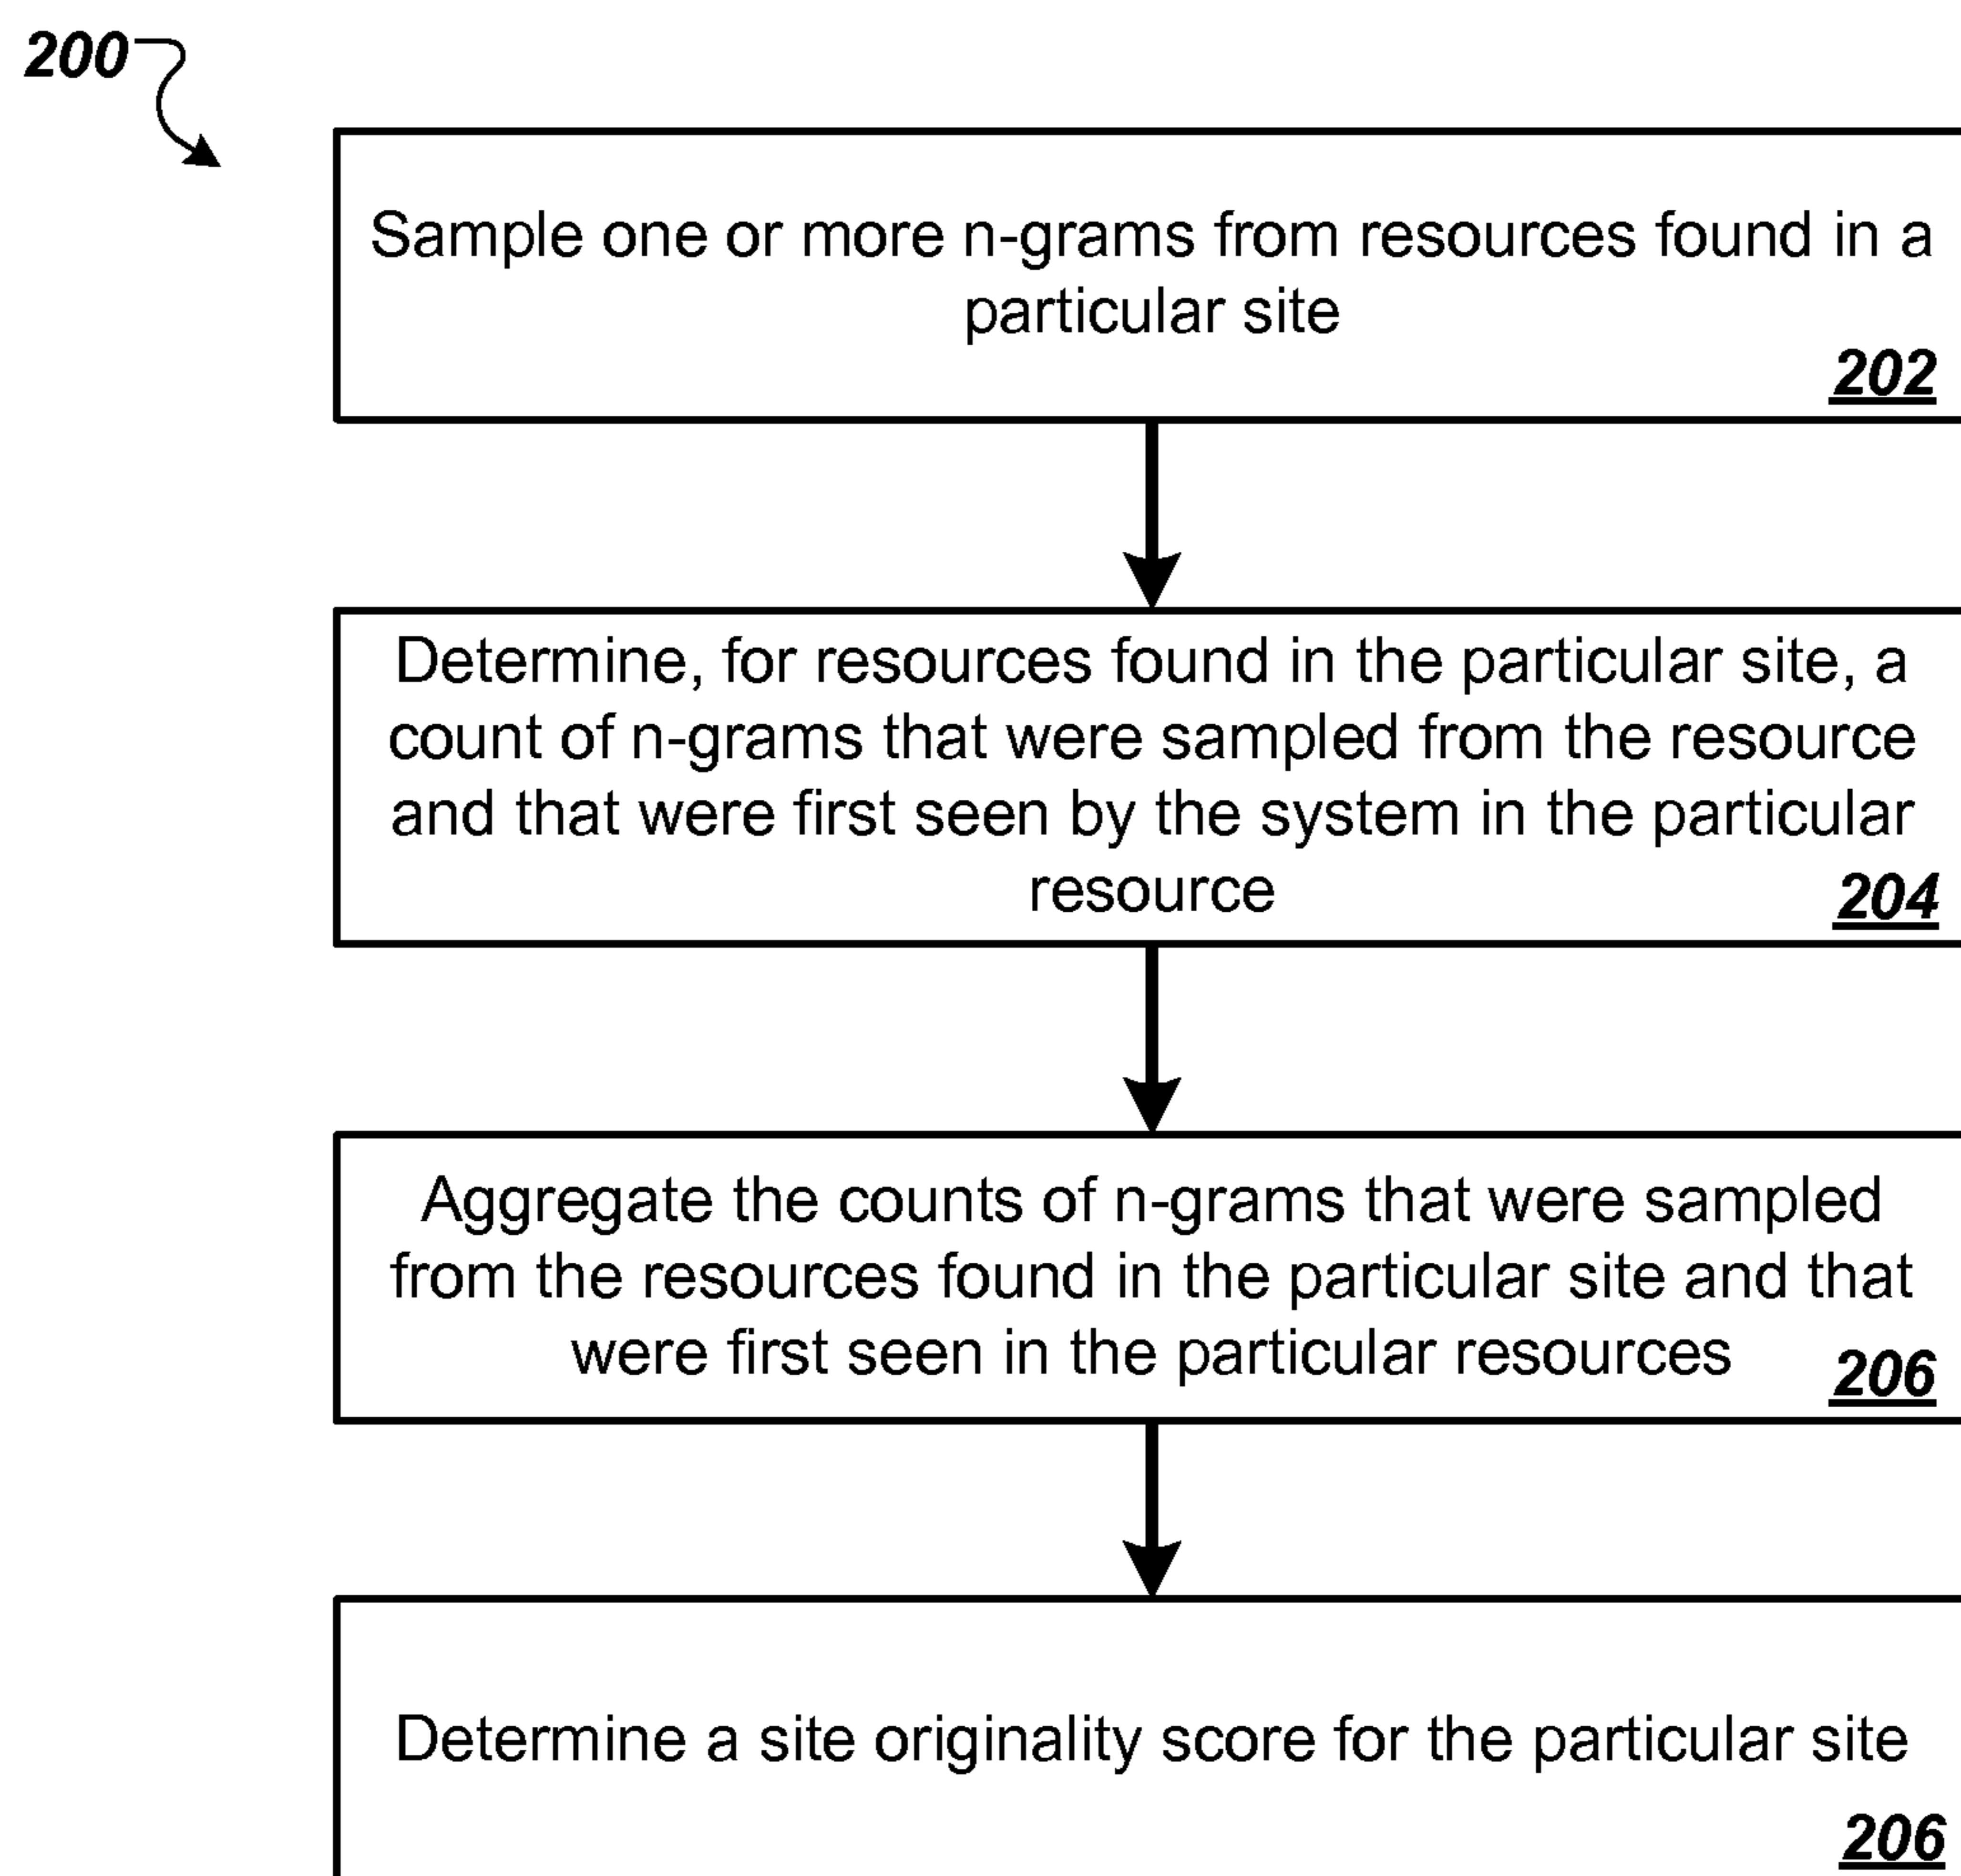 200
Sample one or more n-grams from resources found in a
particular site
202
Determine, for resources found in the particular site, a
count of n-grams that were sampled from the resource
and that were first seen by the system in the particular
resource
204
Aggregate the counts of n-grams that were sampled
from the resources found in the particular site and that
were first seen in the particular resources
206
Determine a site originality score for the particular site
206